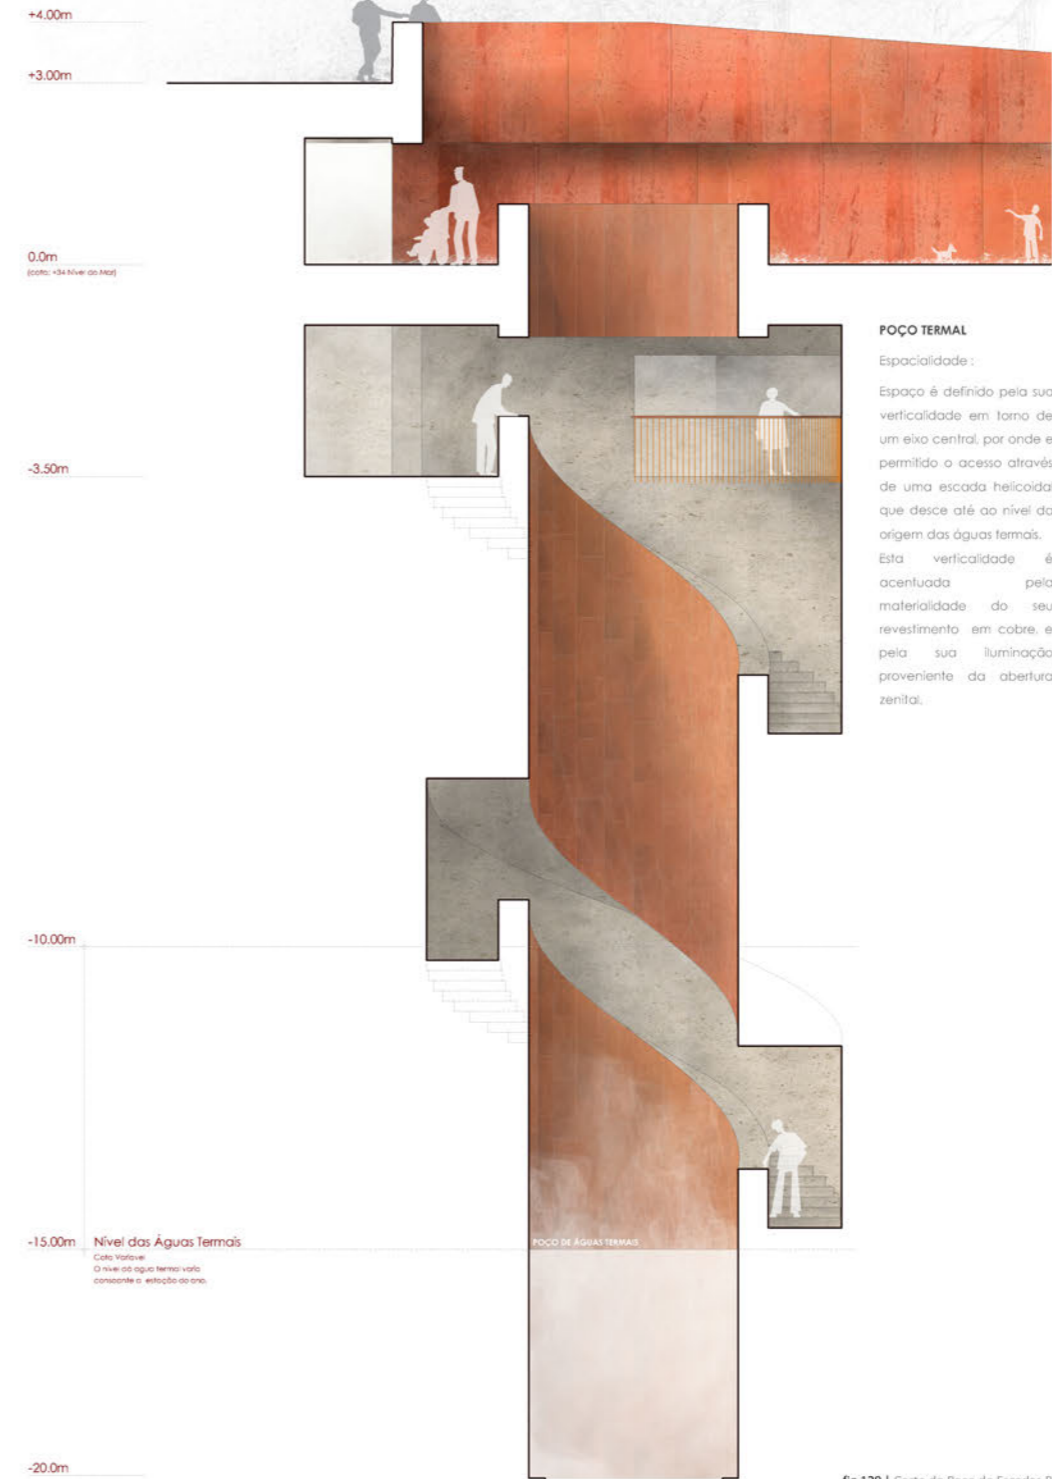 +4.00m
+3.00m
0.0m
(cota: +34 Nível do Mar)
-3.50m
POÇO TERMAL
Espacialidade :
Espaço é definido pela sua
verticalidade em torno de
um eixo central, por onde e
permitido o acesso através
de uma escada helicoidal
que desce até ao nível da
origem das águas termais.
Esta verticalidade é
acentuada pela
materialidade do seu
revestimento em cobre, e
pela sua iluminação
proveniente da abertura
zenital.
-10.00m
-15.00m Nível das Águas Termais
Cota Variavel
O nivel da agua termal varia
consoante a estação do ano.
POÇO DE ÁGUAS TERMAIS
-20.0m